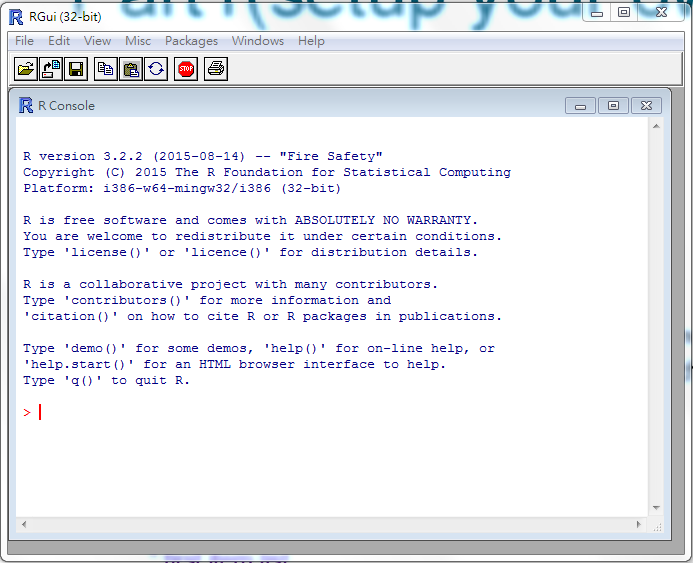 Part I(setup your
RGui (32-bit)
File Edit View Misc Packages Windows Help
STOP
R Console
R version 3.2.2 (2015-08-14) -- "Fire Safety"
Copyright (C) 2015 The R Foundation for Statistical Computing
Platform: i386-w64-mingw32/i386 (32-bit)
R is free software and comes with ABSOLUTELY NO WARRANTY.
You are welcome to redistribute it under certain conditions.
Type 'license()' or 'licence()' for distribution details.
R is a collaborative project with many contributors.
Type 'contributors()' for more information and
'citation()' on how to cite R or R packages in publications.
Type 'demo()' for some demos, 'help()' for on-line help, or
'help.start()' for an HTML browser interface to help.
Type 'q()' to quit R.
>